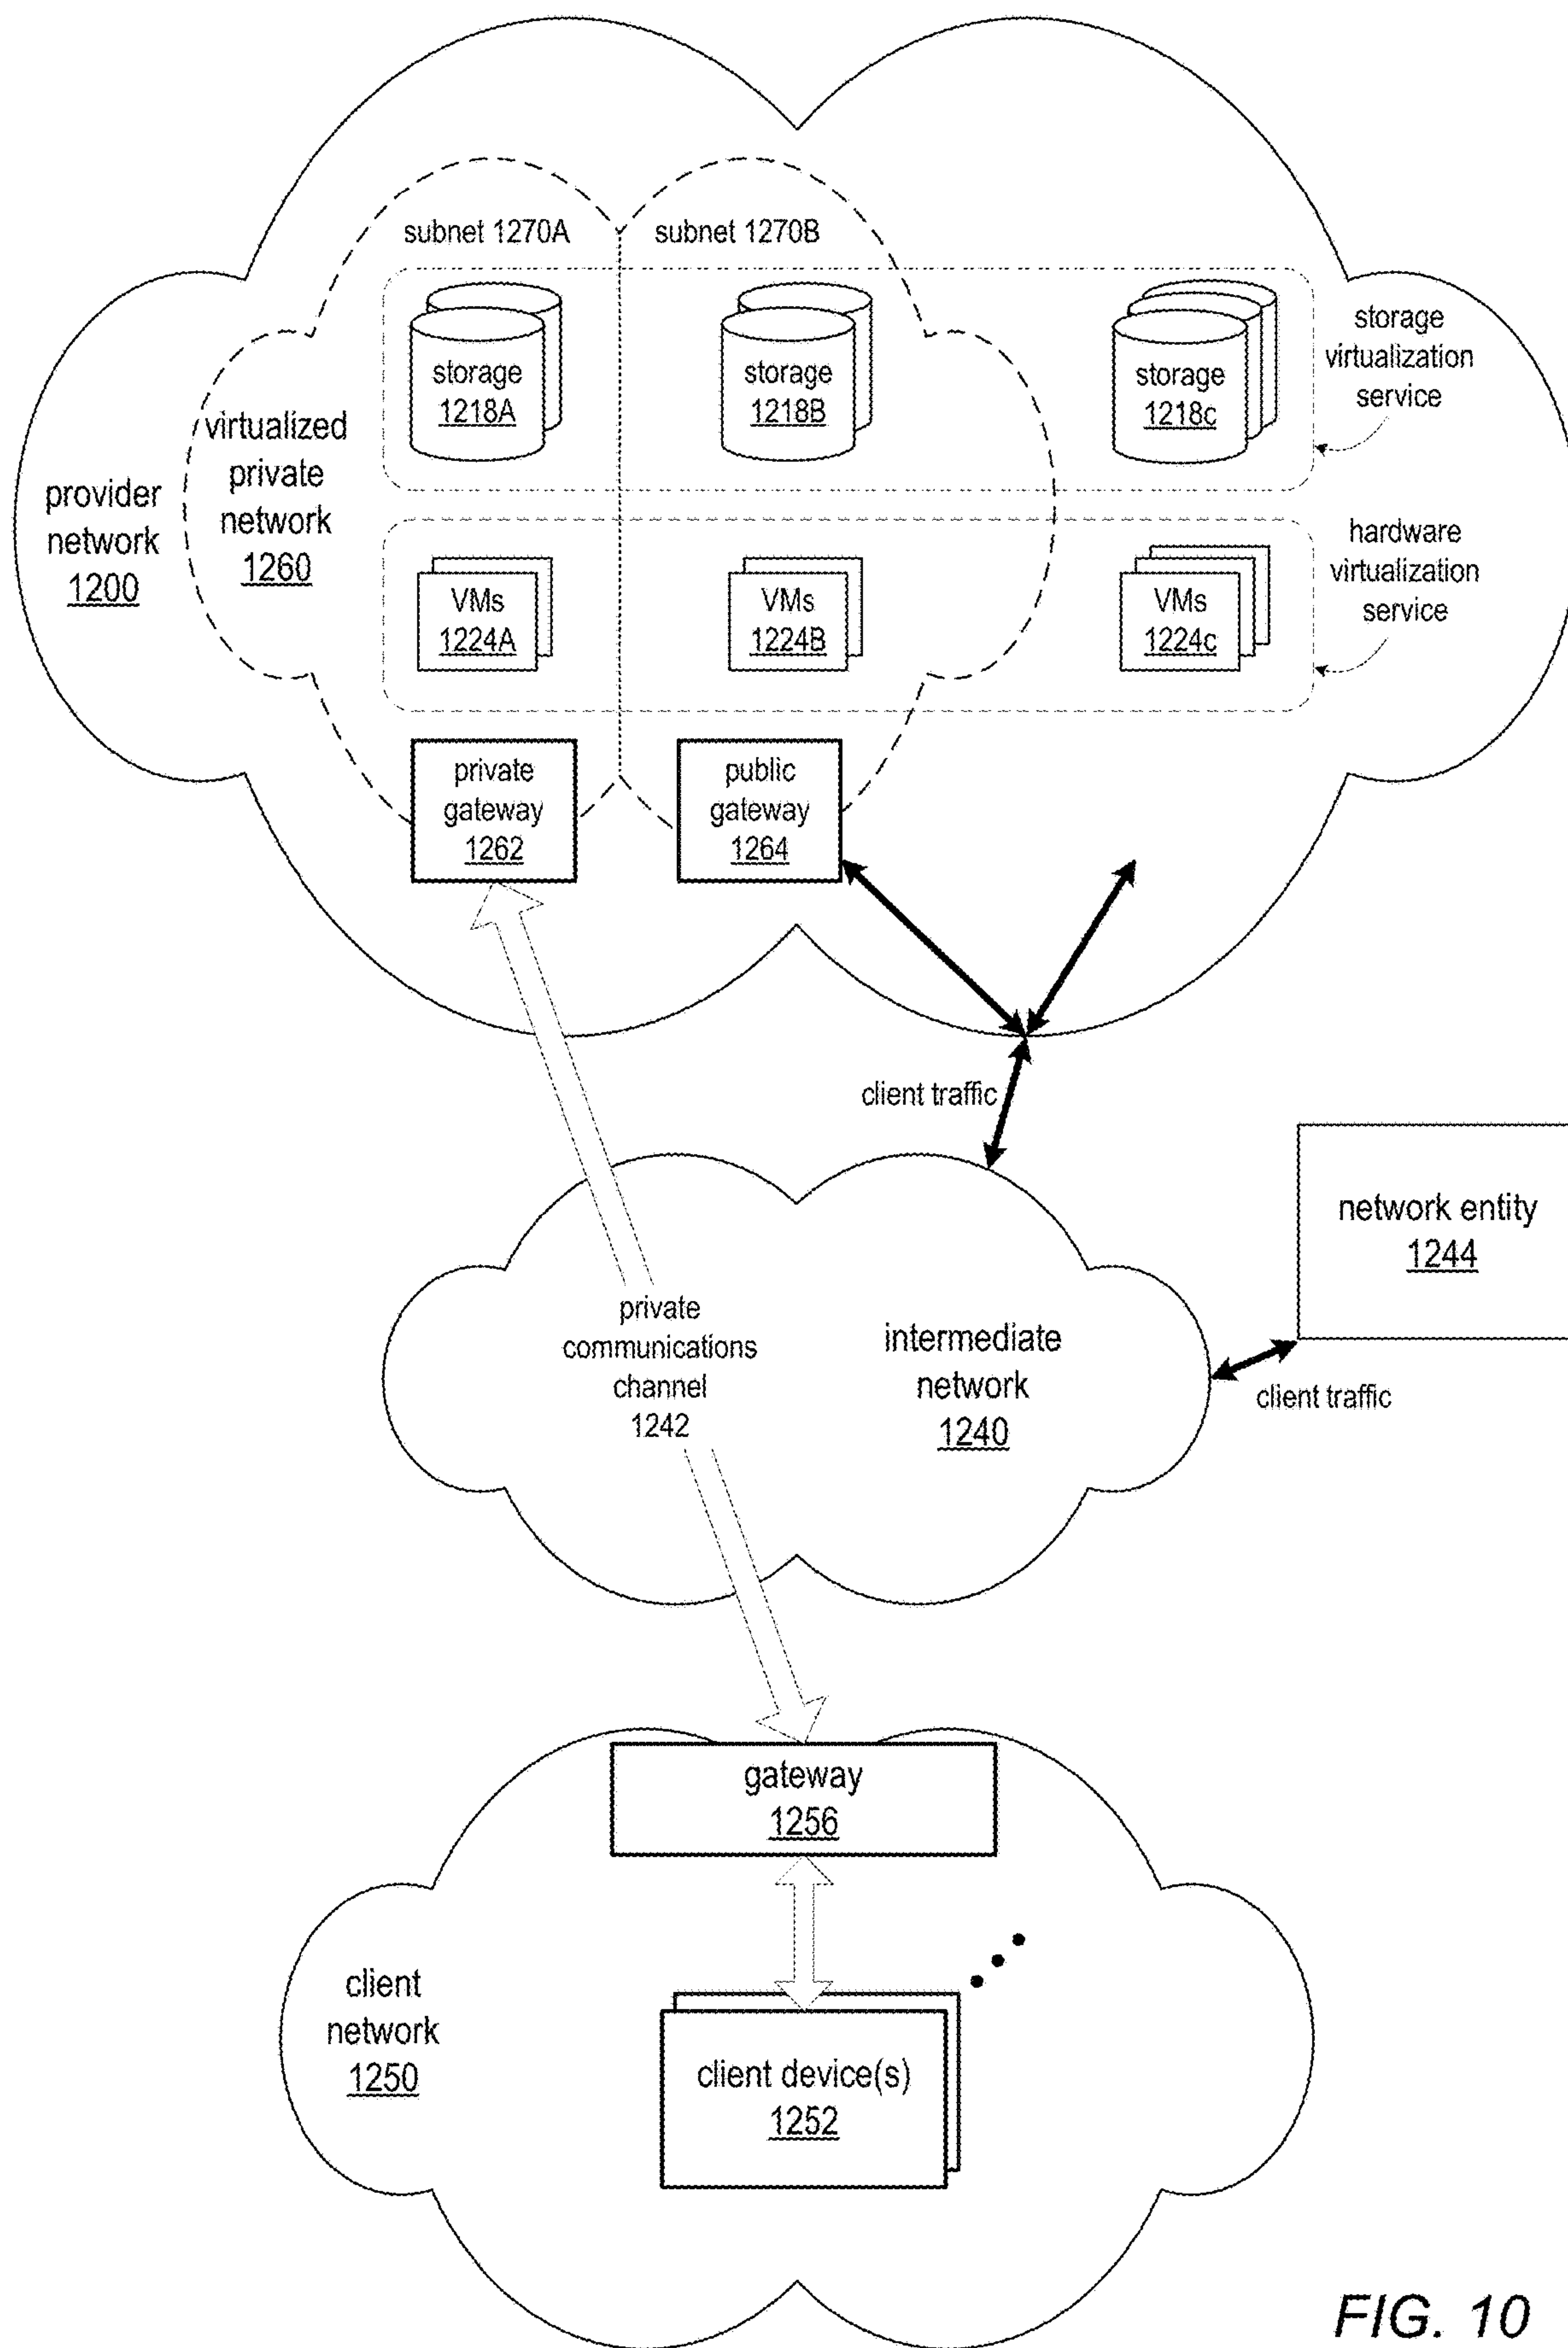 subnet 1270A
subnet 1270B
storage
1218A
storage
1218B
storage
1218c
storage
virtualization
service
provider
network
1200
virtualized
private
network
1260
VMs
1224A
VMs
1224B
VMs
1224c
hardware
virtualization
service
private
gateway
1262
public
gateway
1264
client traffic
network entity
1244
client traffic
private
communications
channel
1242
intermediate
network
1240
gateway
1256
client
network
1250
client device(s)
1252
FIG. 10